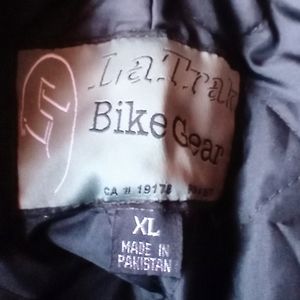 LaTrak
Bike Gear
CA # 19178
XL
MADE IN
PAKISTAN